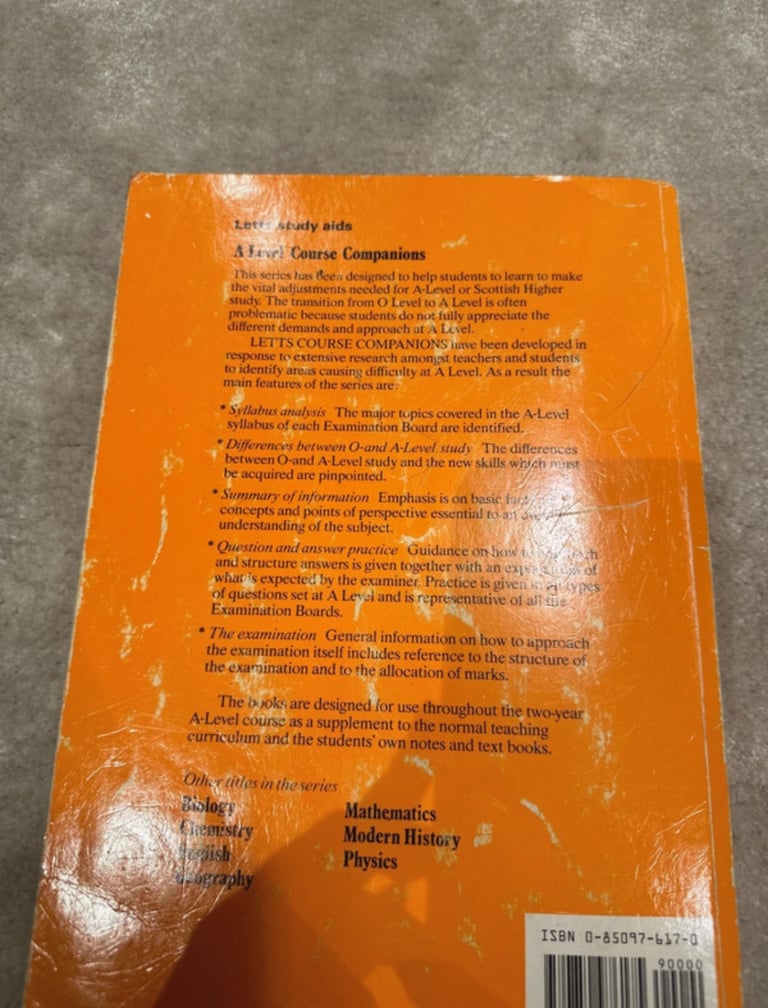 Letts study aids
A Level Course Companions
This series has been designed to help students to learn to make
the vital adjustments needed for A-Level or Scottish Higher
study. The transition from O Level to A Level is often
problematic because students do not fully appreciate the
different demands and approach at A Level.
LETTS COURSE COMPANIONS have been developed in
response to extensive research amongst teachers and students
to identify areas causing difficulty at A Level. As a result the
main features of the series are:
* Syllabus analysis The major topics covered in the A-Level
syllabus of each Examination Board are identified.
* Differences between O-and A-Level study The differences
between O-and A-Level study and the new skills which must
be acquired are pinpointed.
* Summary of information Emphasis is on basic
concepts and points of perspective essential to an
understanding of the subject.
* Question and answer practice Guidance on how to
and structure answers is given together with an of
what is expected by the examiner. Practice is given in types
of questions set at A Level and is representative of all the
Examination Boards.
* The examination General information on how to approach
the examination itself includes reference to the structure of
the examination and to the allocation of marks.
The books are designed for use throughout the two-year
A-Level course as a supplement to the normal teaching
curriculum and the students' own notes and text books.
Other titles in the series
Biology
Chemistry
English
Geography
Mathematics
Modern History
Physics
ISBN 0-85097-617-0
90000